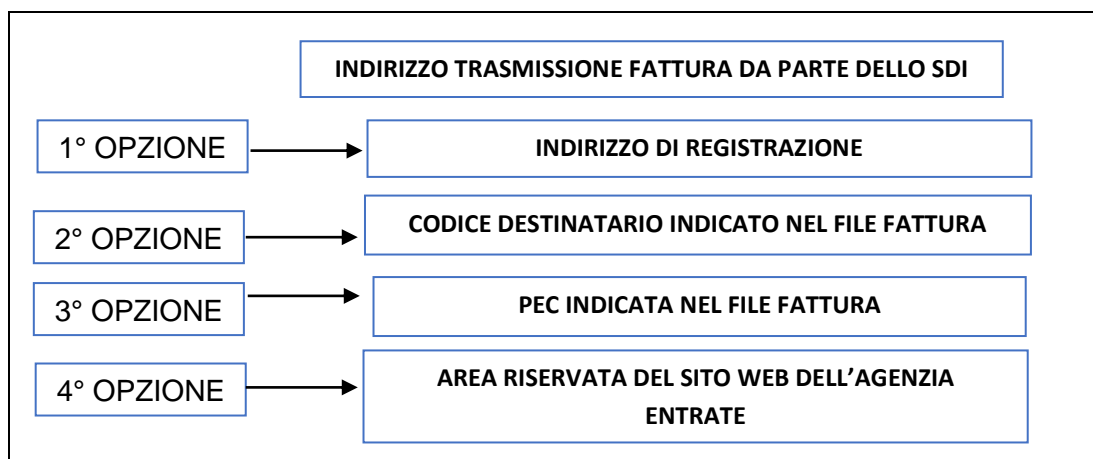 INDIRIZZO TRASMISSIONE FATTURA DA PARTE DELLO SDI
1° OPZIONE
INDIRIZZO DI REGISTRAZIONE
2° OPZIONE
CODICE DESTINATARIO INDICATO NEL FILE FATTURA
3° OPZIONE
PEC INDICATA NEL FILE FATTURA
4° OPZIONE
AREA RISERVATA DEL SITO WEB DELL’AGENZIA
ENTRATE